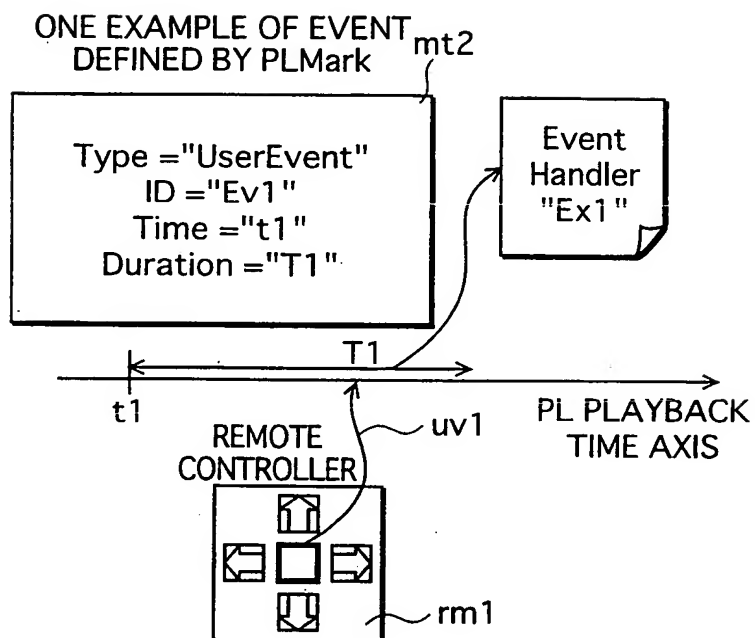 ONE EXAMPLE OF EVENT
DEFINED BY PLMark
mt2
Type ="UserEvent"
ID ="Ev1"
Time ="t1"
Duration ="T1"
Event
Handler
"Ex1"
T1
t1
PL PLAYBACK
TIME AXIS
uv1
REMOTE
CONTROLLER
rm1